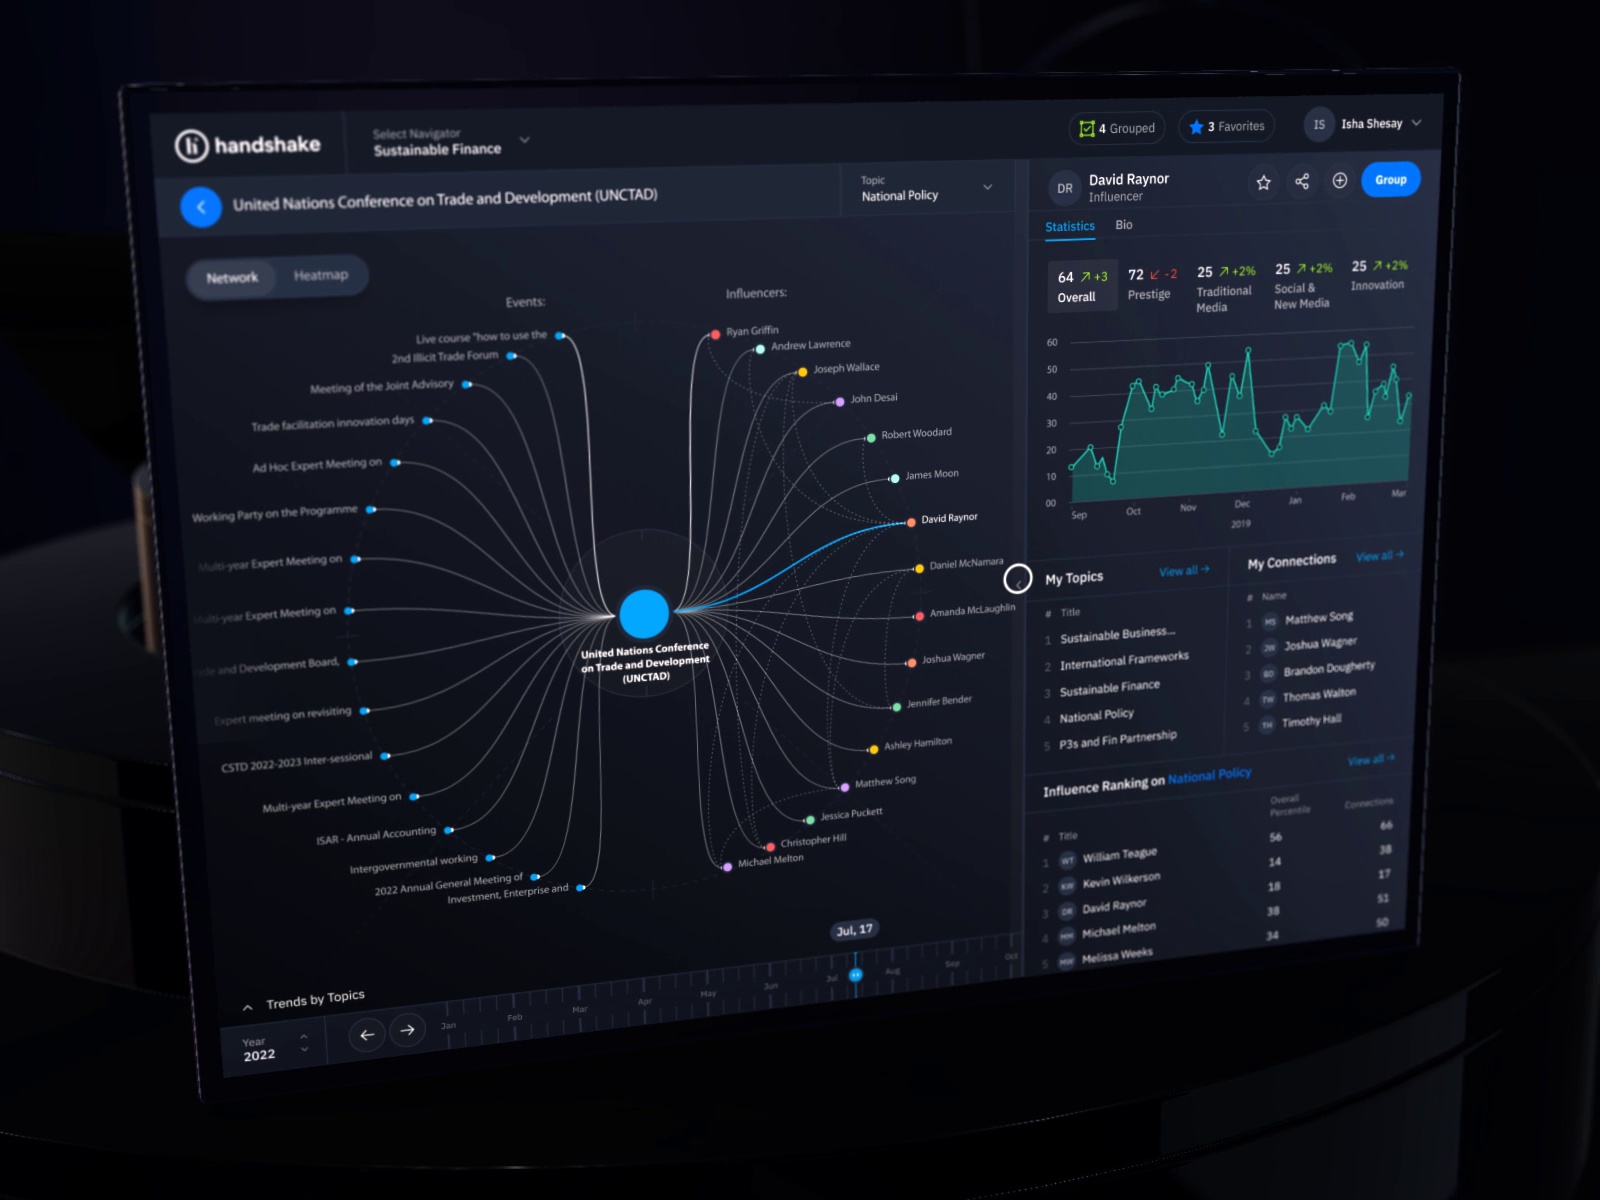 handshake
Select Navigator
Sustainable Finance
4 Grouped
3 Favorites
IS
Isha Shesay
United Nations Conference on Trade and Development (UNCTAD)
Topic
National Policy
Network
Heatmap
Events:
Live course "how to use the
2nd Illicit Trade Forum
Meeting of the Joint Advisory
Trade facilitation innovation days
Ad Hoc Expert Meeting on
Working Party on the Programme
Multi-year Expert Meeting on
Multi-year Expert Meeting on
and Development Board,
Expert meeting on revisiting
CSTD 2022-2023 Inter-sessional
Multi-year Expert Meeting on
ISAR - Annual Accounting
Intergovernmental working
2022 Annual General Meeting of
Investment, Enterprise and
United Nations Conference
on Trade and Development
(UNCTAD)
Influencers:
Ryan Griffin
Andrew Lawrence
Joseph Wallace
John Desai
Robert Woodard
James Moon
David Raynor
Daniel McNamara
Amanda McLaughlin
Joshua Wagner
Jennifer Bender
Ashley Hamilton
Matthew Song
Jessica Puckett
Christopher Hill
Michael Melton
Trends by Topics
Year
2022
Jul, 17
Jan
Feb
Mar
Apr
May
Jun
Jul
Aug
Sep
Oct
DR
David Raynor
Influencer
Group
Statistics
Bio
64 +3
Overall
72 -2
Prestige
25 +2%
Traditional
Media
25 +2%
Social &
New Media
25 +2%
Innovation
60
50
40
30
20
10
00
Sep
Oct
Nov
Dec
Jan
Feb
Mar
2019
My Topics
View all →
# Title
1 Sustainable Business...
2 International Frameworks
3 Sustainable Finance
4 National Policy
5 P3s and Fin Partnership
My Connections
View all →
# Name
1 MS Matthew Song
2 JW Joshua Wagner
3 BD Brandon Dougherty
4 TW Thomas Walton
5 TH Timothy Hall
Influence Ranking on National Policy
View all →
# Title
Overall
Percentile
Connections
1 WT William Teague 56 66
2 KW Kevin Wilkerson 14 38
3 DR David Raynor 18 17
4 MM Michael Melton 38 51
5 MW Melissa Weeks 34 50